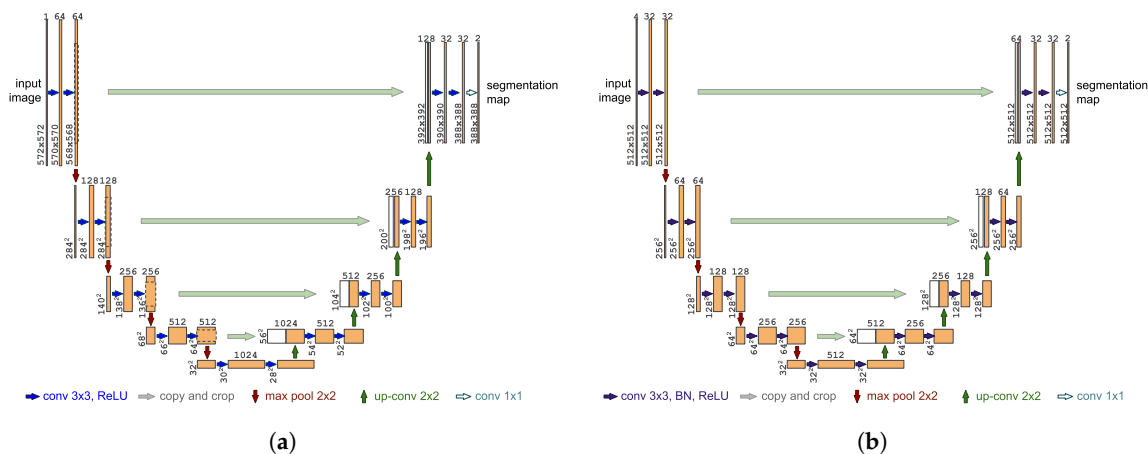 1 64 64
128 32 32 2
input
image
segmentation
map
572x572
570x570
568x568
392x392
390x390
388x388
388x388
128 128
256 128
284²
284²
284²
200²
198²
196²
256 256
512 256
140²
138²
136²
104²
102²
100²
512 512
1024 512
68²
66²
64²
56²
54²
52²
1024
32²
30²
28²
conv 3x3, ReLU
copy and crop
max pool 2x2
up-conv 2x2
conv 1x1
(a)
4 32 32
64 32 32 2
input
image
segmentation
map
512x512
512x512
512x512
512x512
512x512
512x512
512x512
64 64
128 64
256²
256²
256²
256²
256²
256²
128 128
256 128
128²
128²
128²
128²
128²
128²
256 256
512 256
64²
64²
64²
64²
64²
64²
512
32²
32²
32²
conv 3x3, BN, ReLU
copy and crop
max pool 2x2
up-conv 2x2
conv 1x1
(b)